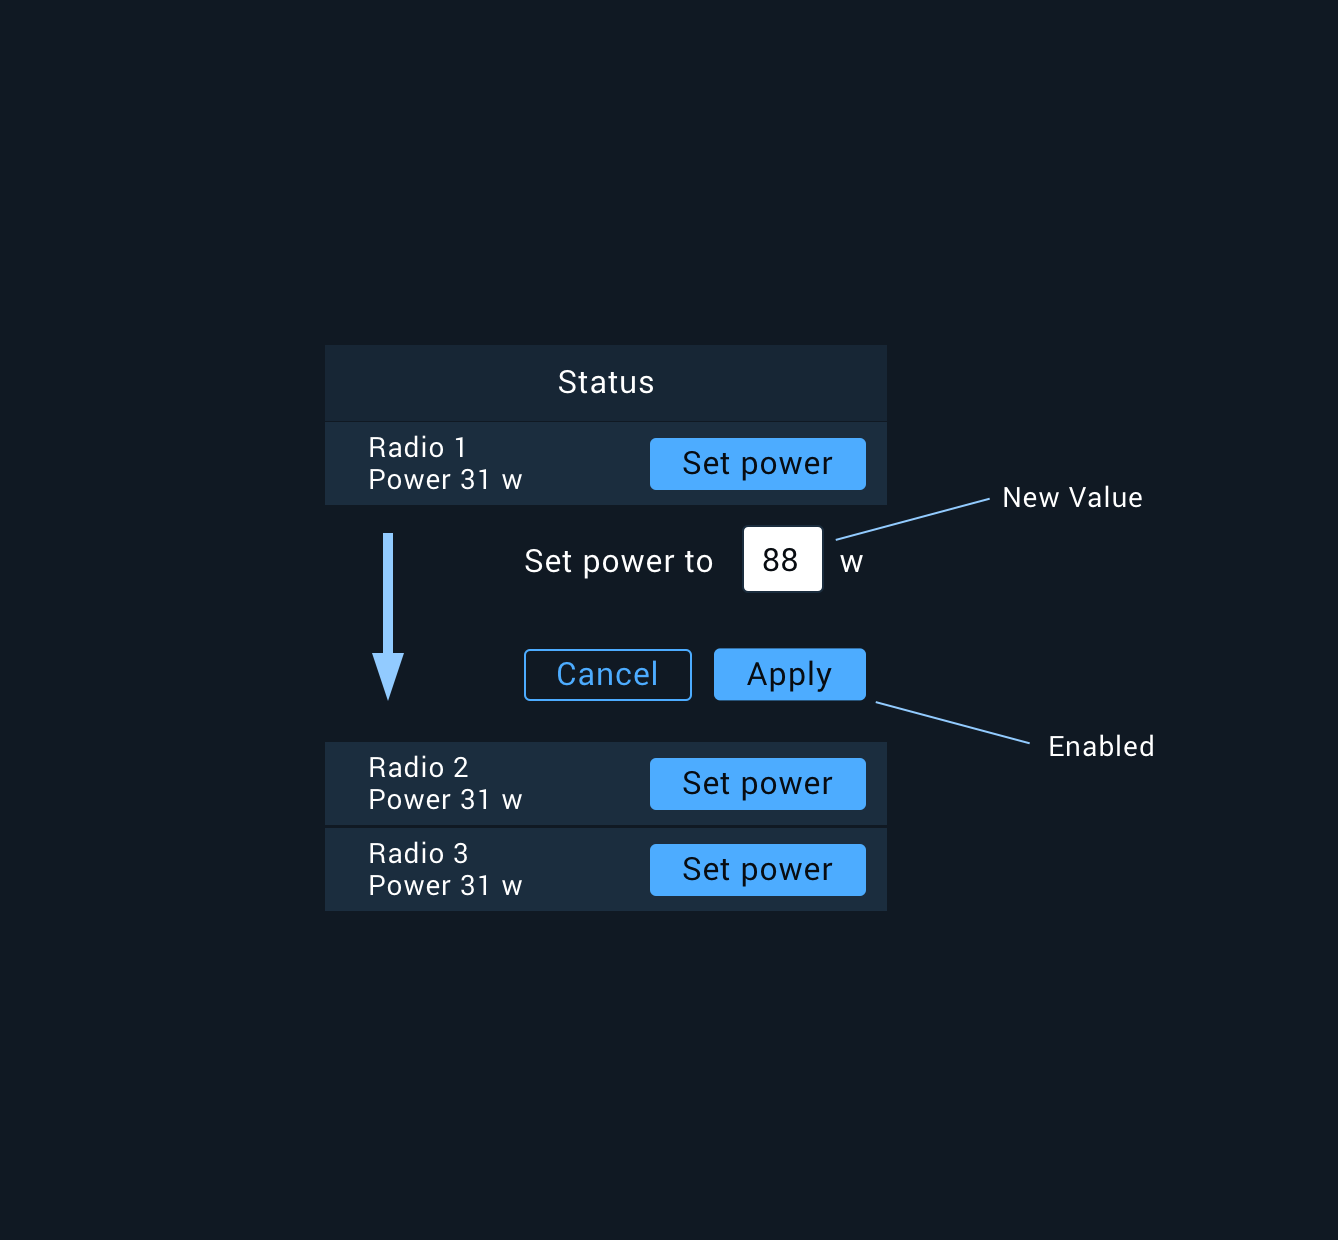 Status
Radio 1
Power 31 w
Set power
New Value
Set power to 88 w
Cancel
Apply
Enabled
Radio 2
Power 31 w
Set power
Radio 3
Power 31 w
Set power